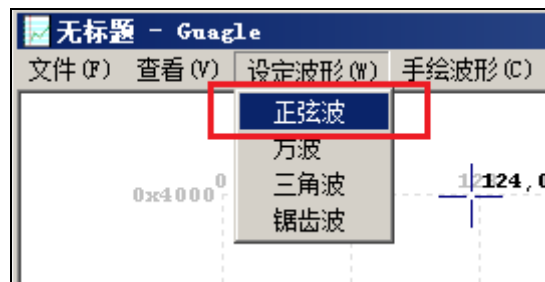 无标题 - Guagle
文件(F) 查看(V) 设定波形(W) 手绘波形(C)
正弦波
方波
0 124,
0x4000 三角波
锯齿波